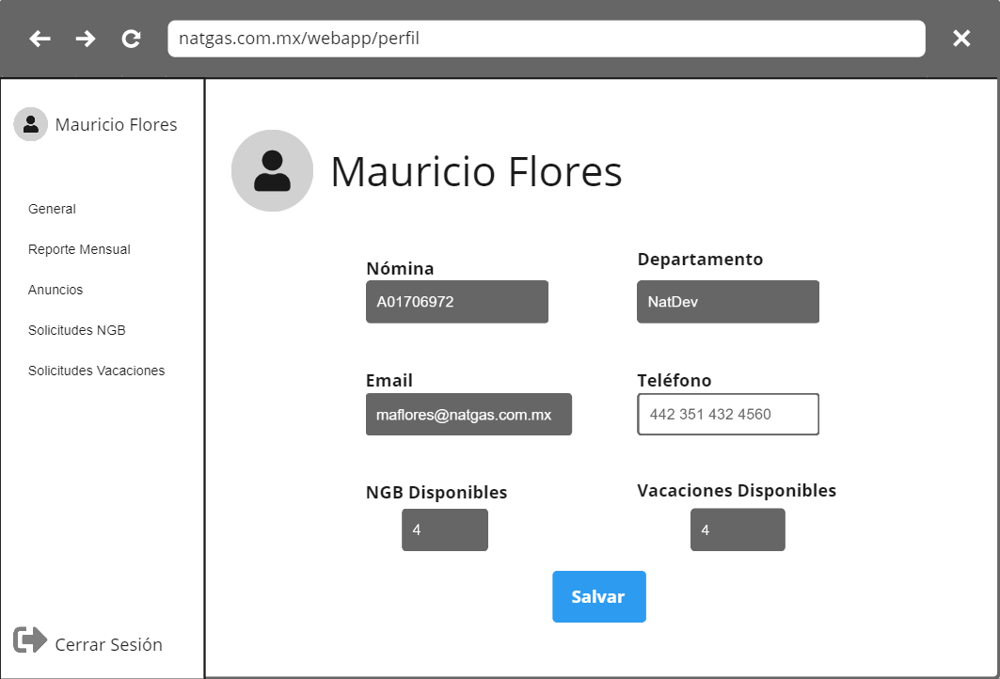 natgas.com.mx/webapp/perfil
Mauricio Flores
General
Reporte Mensual
Anuncios
Solicitudes NGB
Solicitudes Vacaciones
Cerrar Sesión
Mauricio Flores
Nómina
A01706972
Departamento
NatDev
Email
maflores@natgas.com.mx
Teléfono
442 351 432 4560
NGB Disponibles
4
Vacaciones Disponibles
4
Salvar